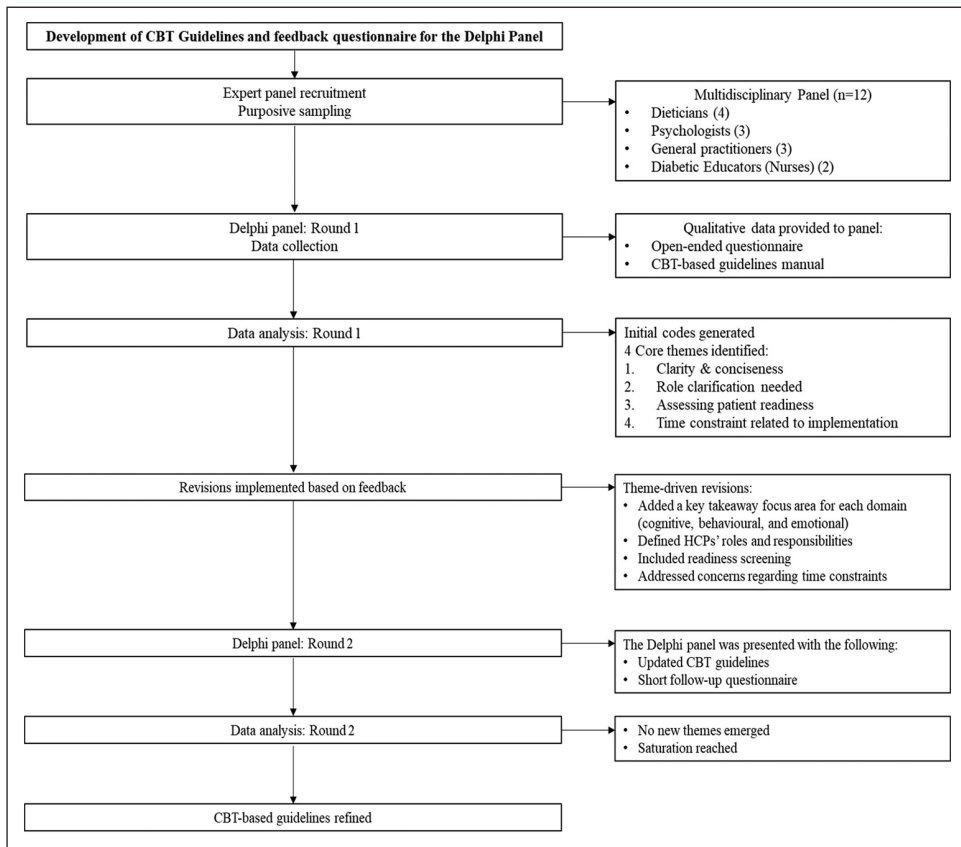 Development of CBT Guidelines and feedback questionnaire for the Delphi Panel
Expert panel recruitment
Purposive sampling
Multidisciplinary Panel (n=12)
• Dieticians (4)
• Psychologists (3)
• General practitioners (3)
• Diabetic Educators (Nurses) (2)
Delphi panel: Round 1
Data collection
Qualitative data provided to panel:
• Open-ended questionnaire
• CBT-based guidelines manual
Data analysis: Round 1
Initial codes generated
4 Core themes identified:
1. Clarity & conciseness
2. Role clarification needed
3. Assessing patient readiness
4. Time constraint related to implementation
Revisions implemented based on feedback
Theme-driven revisions:
• Added a key takeaway focus area for each domain
(cognitive, behavioural, and emotional)
• Defined HCPs’ roles and responsibilities
• Included readiness screening
• Addressed concerns regarding time constraints
Delphi panel: Round 2
The Delphi panel was presented with the following:
• Updated CBT guidelines
• Short follow-up questionnaire
Data analysis: Round 2
• No new themes emerged
• Saturation reached
CBT-based guidelines refined